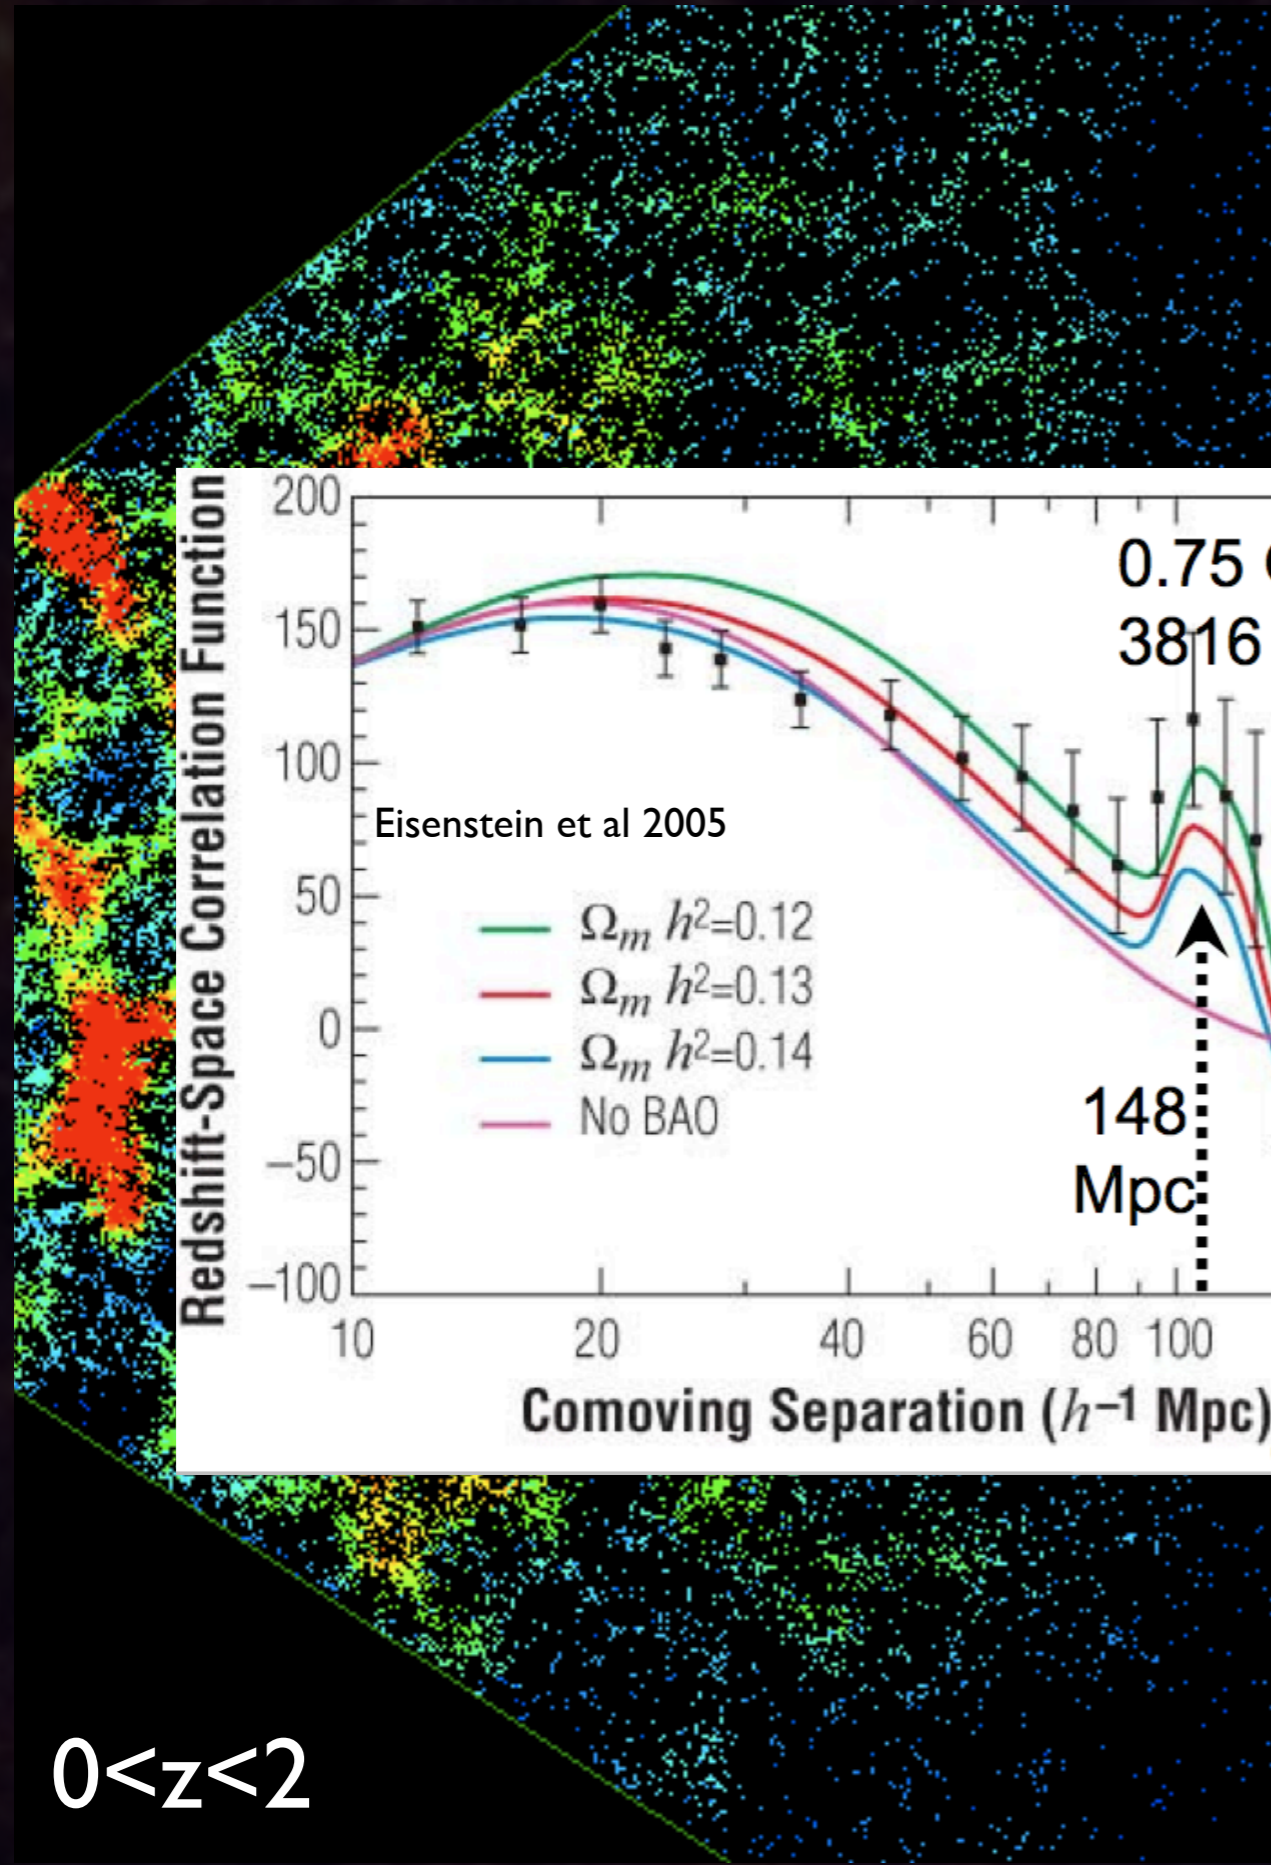 Redshift-Space Correlation Function
200
150
100
50
0
−50
−100
0.75
3816
Eisenstein et al 2005
Ωm h²=0.12
Ωm h²=0.13
Ωm h²=0.14
No BAO
148
Mpc
10 20 40 60 80 100
Comoving Separation (h⁻¹ Mpc)
0<z<2